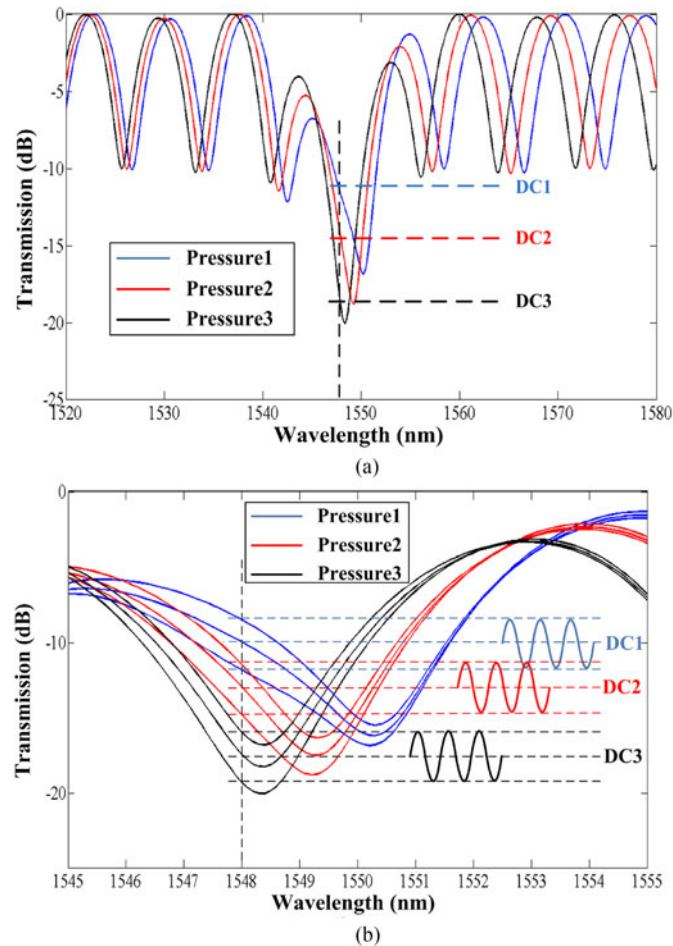 0
-5
-10
-15
-20
-25
Transmission (dB)
DC1
DC2
DC3
Pressure1
Pressure2
Pressure3
1520 1530 1540 1550 1560 1570 1580
Wavelength (nm)
(a)
0
-10
-20
Transmission (dB)
Pressure1
Pressure2
Pressure3
DC1
DC2
DC3
1545 1546 1547 1548 1549 1550 1551 1552 1553 1554 1555
Wavelength (nm)
(b)